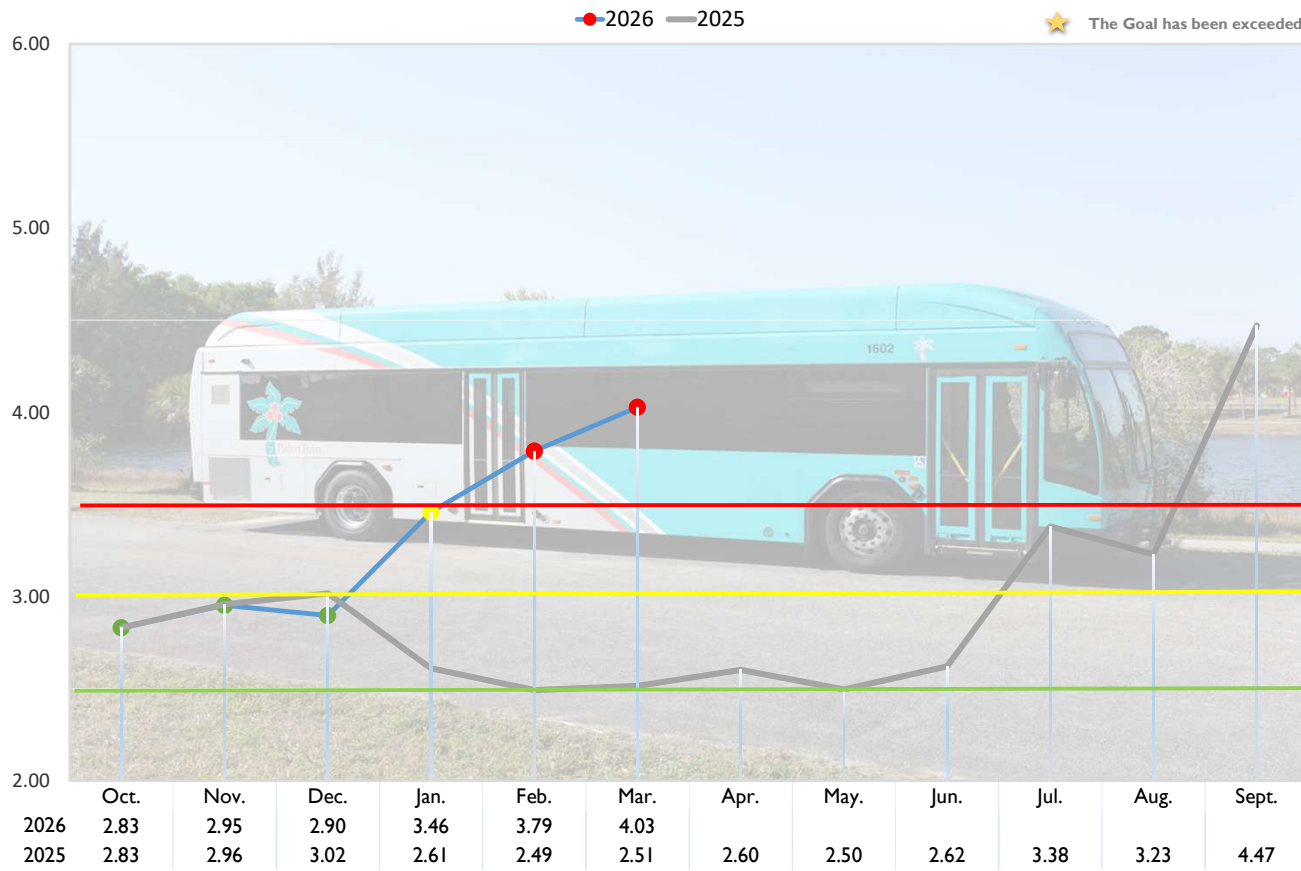 2026 2025
The Goal has been exceeded
6.00
5.00
4.00
3.00
2.00
1602
Palm Tran
Oct. Nov. Dec. Jan. Feb. Mar. Apr. May. Jun. Jul. Aug. Sept.
2026 2.83 2.95 2.90 3.46 3.79 4.03
2025 2.83 2.96 3.02 2.61 2.49 2.51 2.60 2.50 2.62 3.38 3.23 4.47